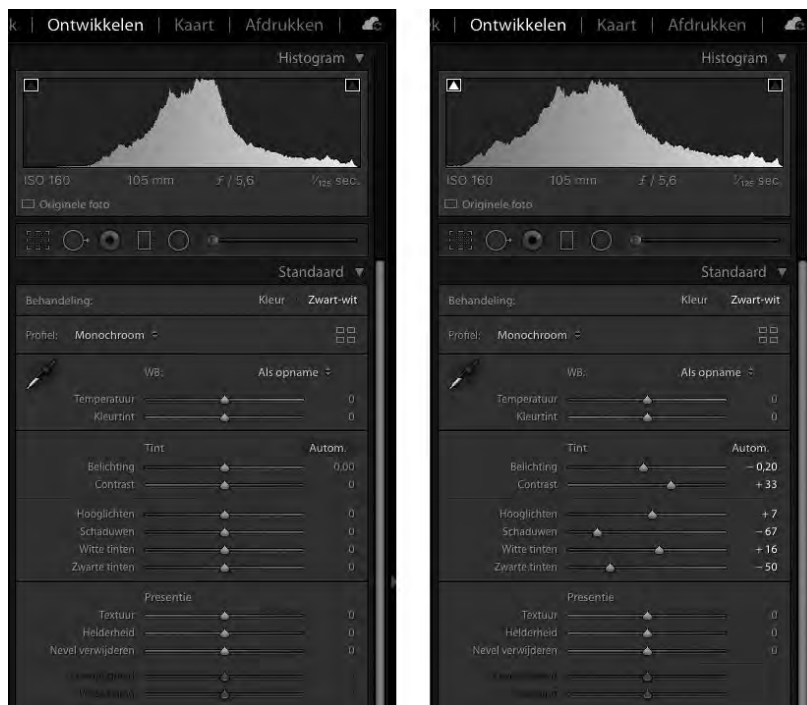 k | Ontwikkelen | Kaart | Afdrukken |
Histogram
ISO 160 105 mm ƒ / 5,6 1/125 sec.
Originele foto
Standaard
Behandeling: Kleur Zwart-wit
Profiel: Monochroom
WB: Als opname
Temperatuur 0
Kleurtint 0
Tint Autom.
Belichting 0,00
Contrast 0
Hooglichten 0
Schaduwen 0
Witte tinten 0
Zwarte tinten 0
Presentie
Textuur 0
Helderheid 0
Nevel verwijderen 0
k | Ontwikkelen | Kaart | Afdrukken |
Histogram
ISO 160 105 mm ƒ / 5,6 1/125 sec.
Originele foto
Standaard
Behandeling: Kleur Zwart-wit
Profiel: Monochroom
WB: Als opname
Temperatuur 0
Kleurtint 0
Tint Autom.
Belichting – 0,20
Contrast + 33
Hooglichten + 7
Schaduwen – 67
Witte tinten + 16
Zwarte tinten – 50
Presentie
Textuur 0
Helderheid 0
Nevel verwijderen 0